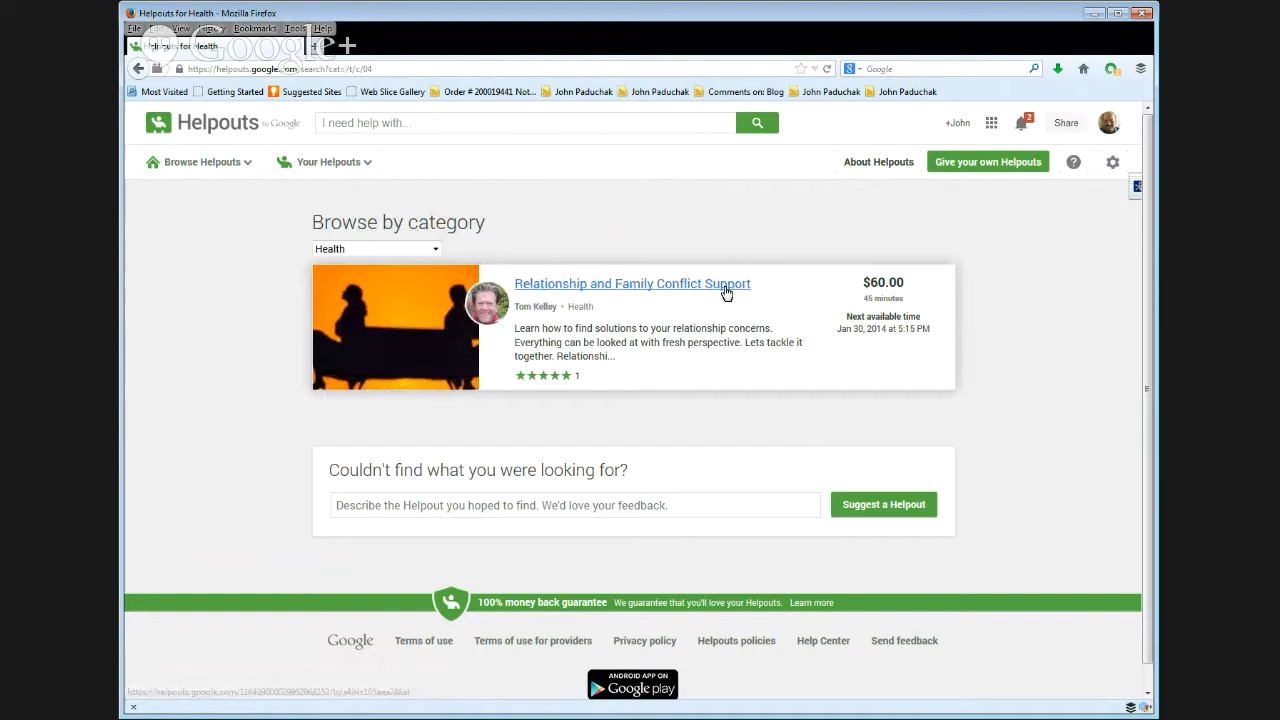 Helpouts for Health - Mozilla Firefox
File Edit View History Bookmarks Tools Help
Helpouts for Health
Google+
https://helpouts.google.com/search?cat=/t/c/04
Google
Most Visited Getting Started Suggested Sites Web Slice Gallery Order # 200019441 Not... John Paduchak John Paduchak Comments on: Blog John Paduchak John Paduchak
Helpouts by Google
I need help with...
+John
2
Share
Browse Helpouts
Your Helpouts
About Helpouts
Give your own Helpouts
Browse by category
Health
Relationship and Family Conflict Support
$60.00
45 minutes
Tom Kelley • Health
Next available time
Jan 30, 2014 at 5:15 PM
Learn how to find solutions to your relationship concerns.
Everything can be looked at with fresh perspective. Lets tackle it
together. Relationshi...
★★★★★ 1
Couldn't find what you were looking for?
Describe the Helpout you hoped to find. We'd love your feedback.
Suggest a Helpout
100% money back guarantee We guarantee that you'll love your Helpouts. Learn more
Google Terms of use Terms of use for providers Privacy policy Helpouts policies Help Center Send feedback
ANDROID APP ON
Google play